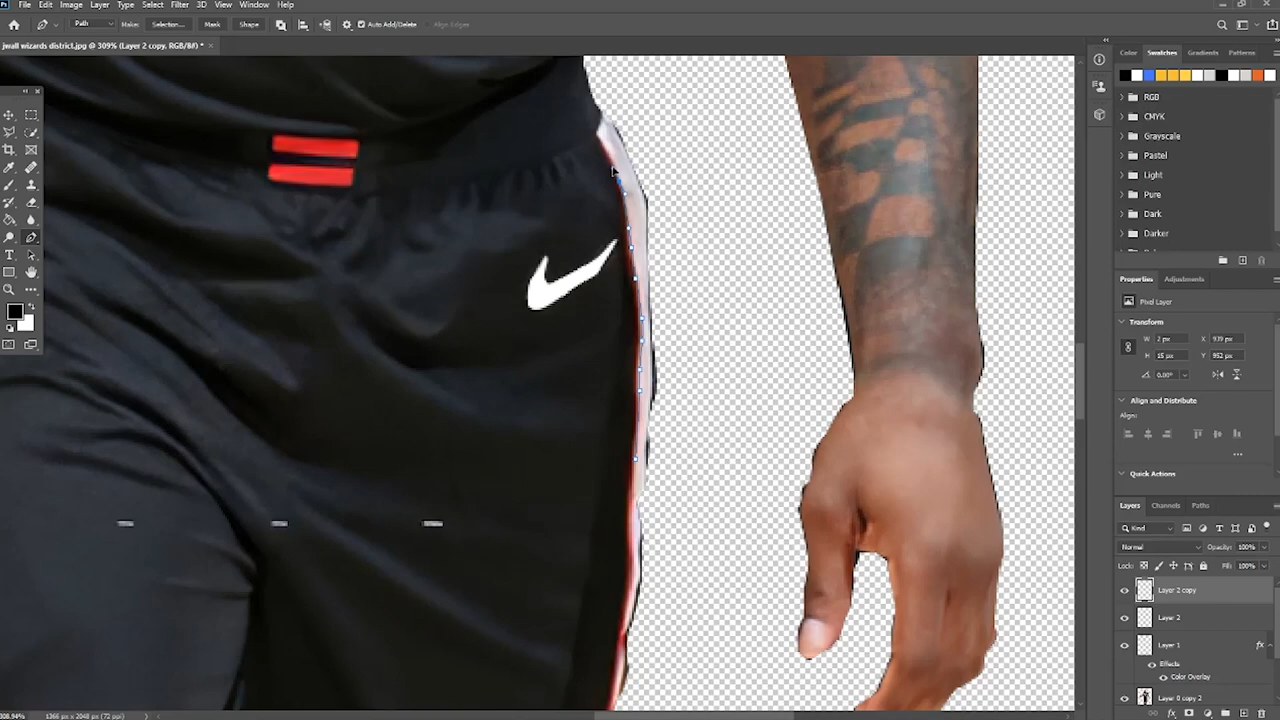 File Edit Image Layer Type Select Filter 3D View Window Help
Path Make: Selection... Mask Shape Auto Add/Delete Align Edges
jwall wizards district.jpg @ 309% (Layer 2 copy, RGB/8#) *
Color Swatches Gradients Patterns
RGB
CMYK
Grayscale
Pastel
Light
Pure
Dark
Darker
Properties Adjustments
Pixel Layer
Transform
W 2 px X 939 px
H 15 px Y 952 px
0.00°
Align and Distribute
Align:
Quick Actions
Layers Channels Paths
Kind
Normal Opacity: 100%
Lock: Fill: 100%
Layer 2 copy
Layer 2
Layer 1 fx
Effects
Color Overlay
Layer 0 copy 2
308.94% 1366 px x 2048 px (72 ppi)